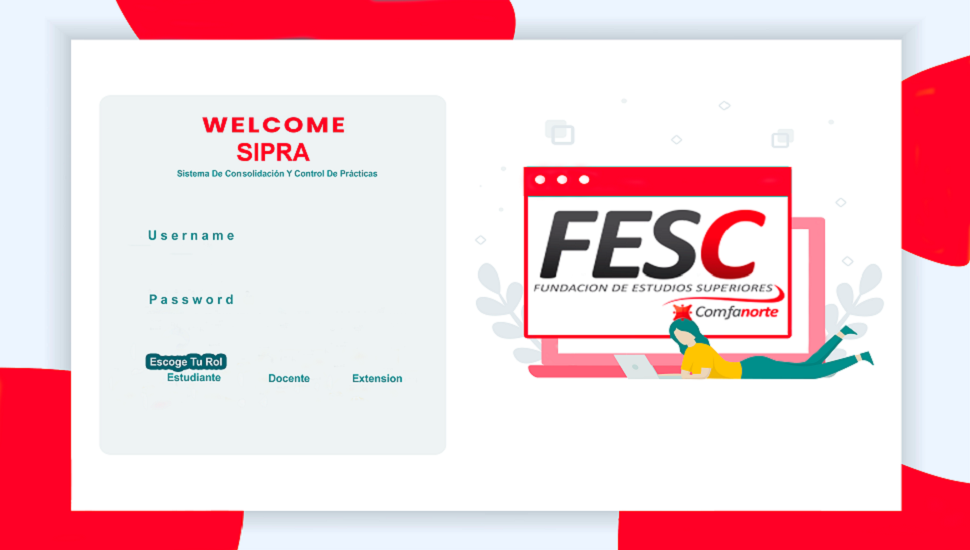 WELCOME
SIPRA
Sistema De Consolidación Y Control De Prácticas
Username
Password
Escoge Tu Rol
Estudiante Docente Extension
FESC
FUNDACION DE ESTUDIOS SUPERIORES
Comfanorte